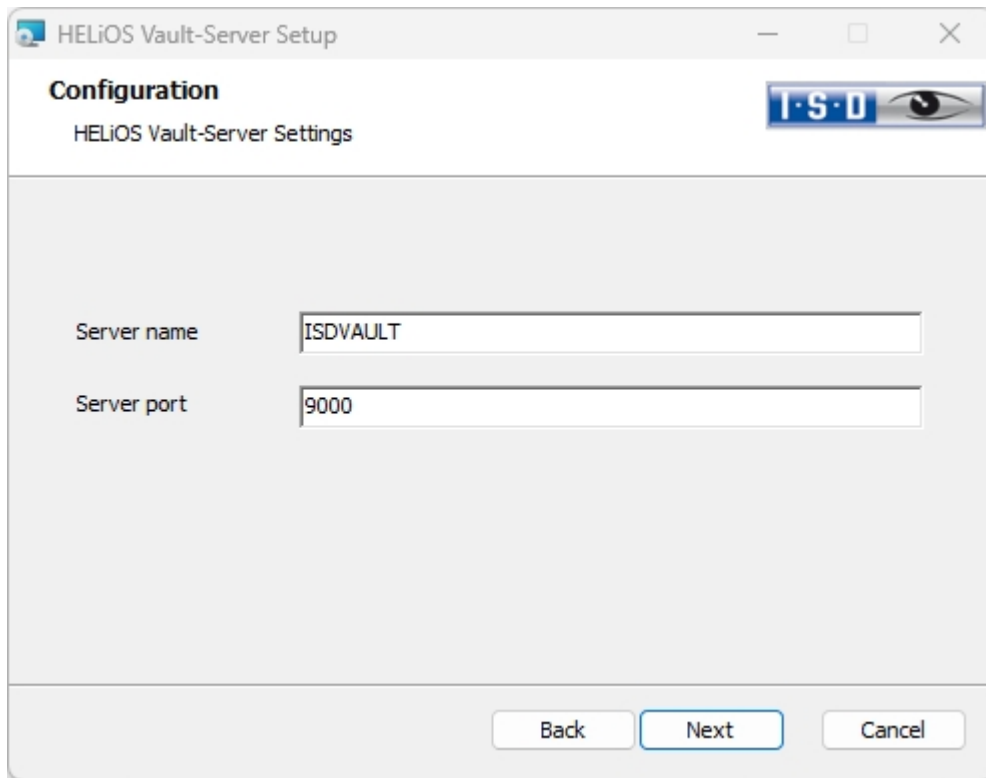 HELiOS Vault-Server Setup
Configuration
I·S·D
HELiOS Vault-Server Settings
Server name ISDVAULT
Server port 9000
Back Next Cancel